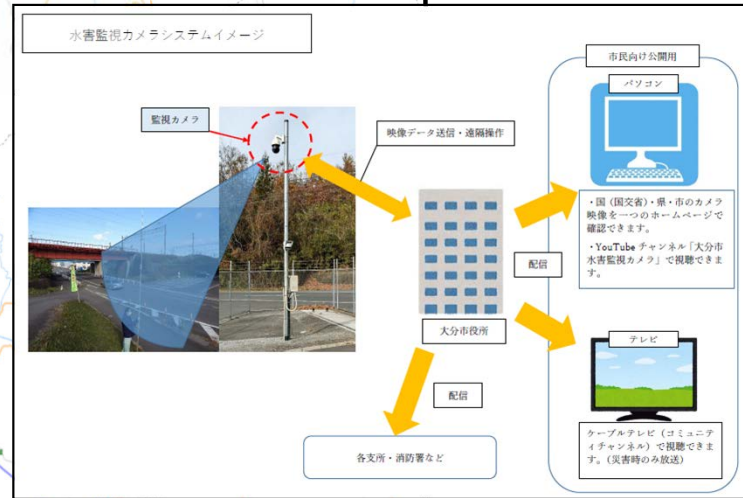 水害監視カメラシステムイメージ
市民向け公開用
パソコン
監視カメラ
映像データ送信・遠隔操作
・国（国交省）・県・市のカメラ
映像を一つのホームページで
確認できます。
・YouTube チャンネル「大分市
水害監視カメラ」で視聴できま
す。
配信
大分市役所
テレビ
配信
ケーブルテレビ（コミュニテ
ィチャンネル）で視聴できま
す。（災害時のみ放送）
各支所・消防署など